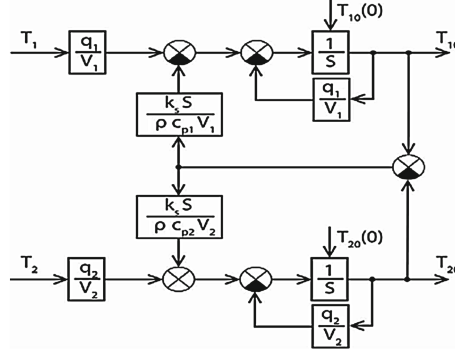 T10(0)
T1
q1
V1
1
S
T10
q1
V1
ks S
ρ cp1 V1
ks S
ρ cp2 V2
T20(0)
T2
q2
V2
1
S
T20
q2
V2